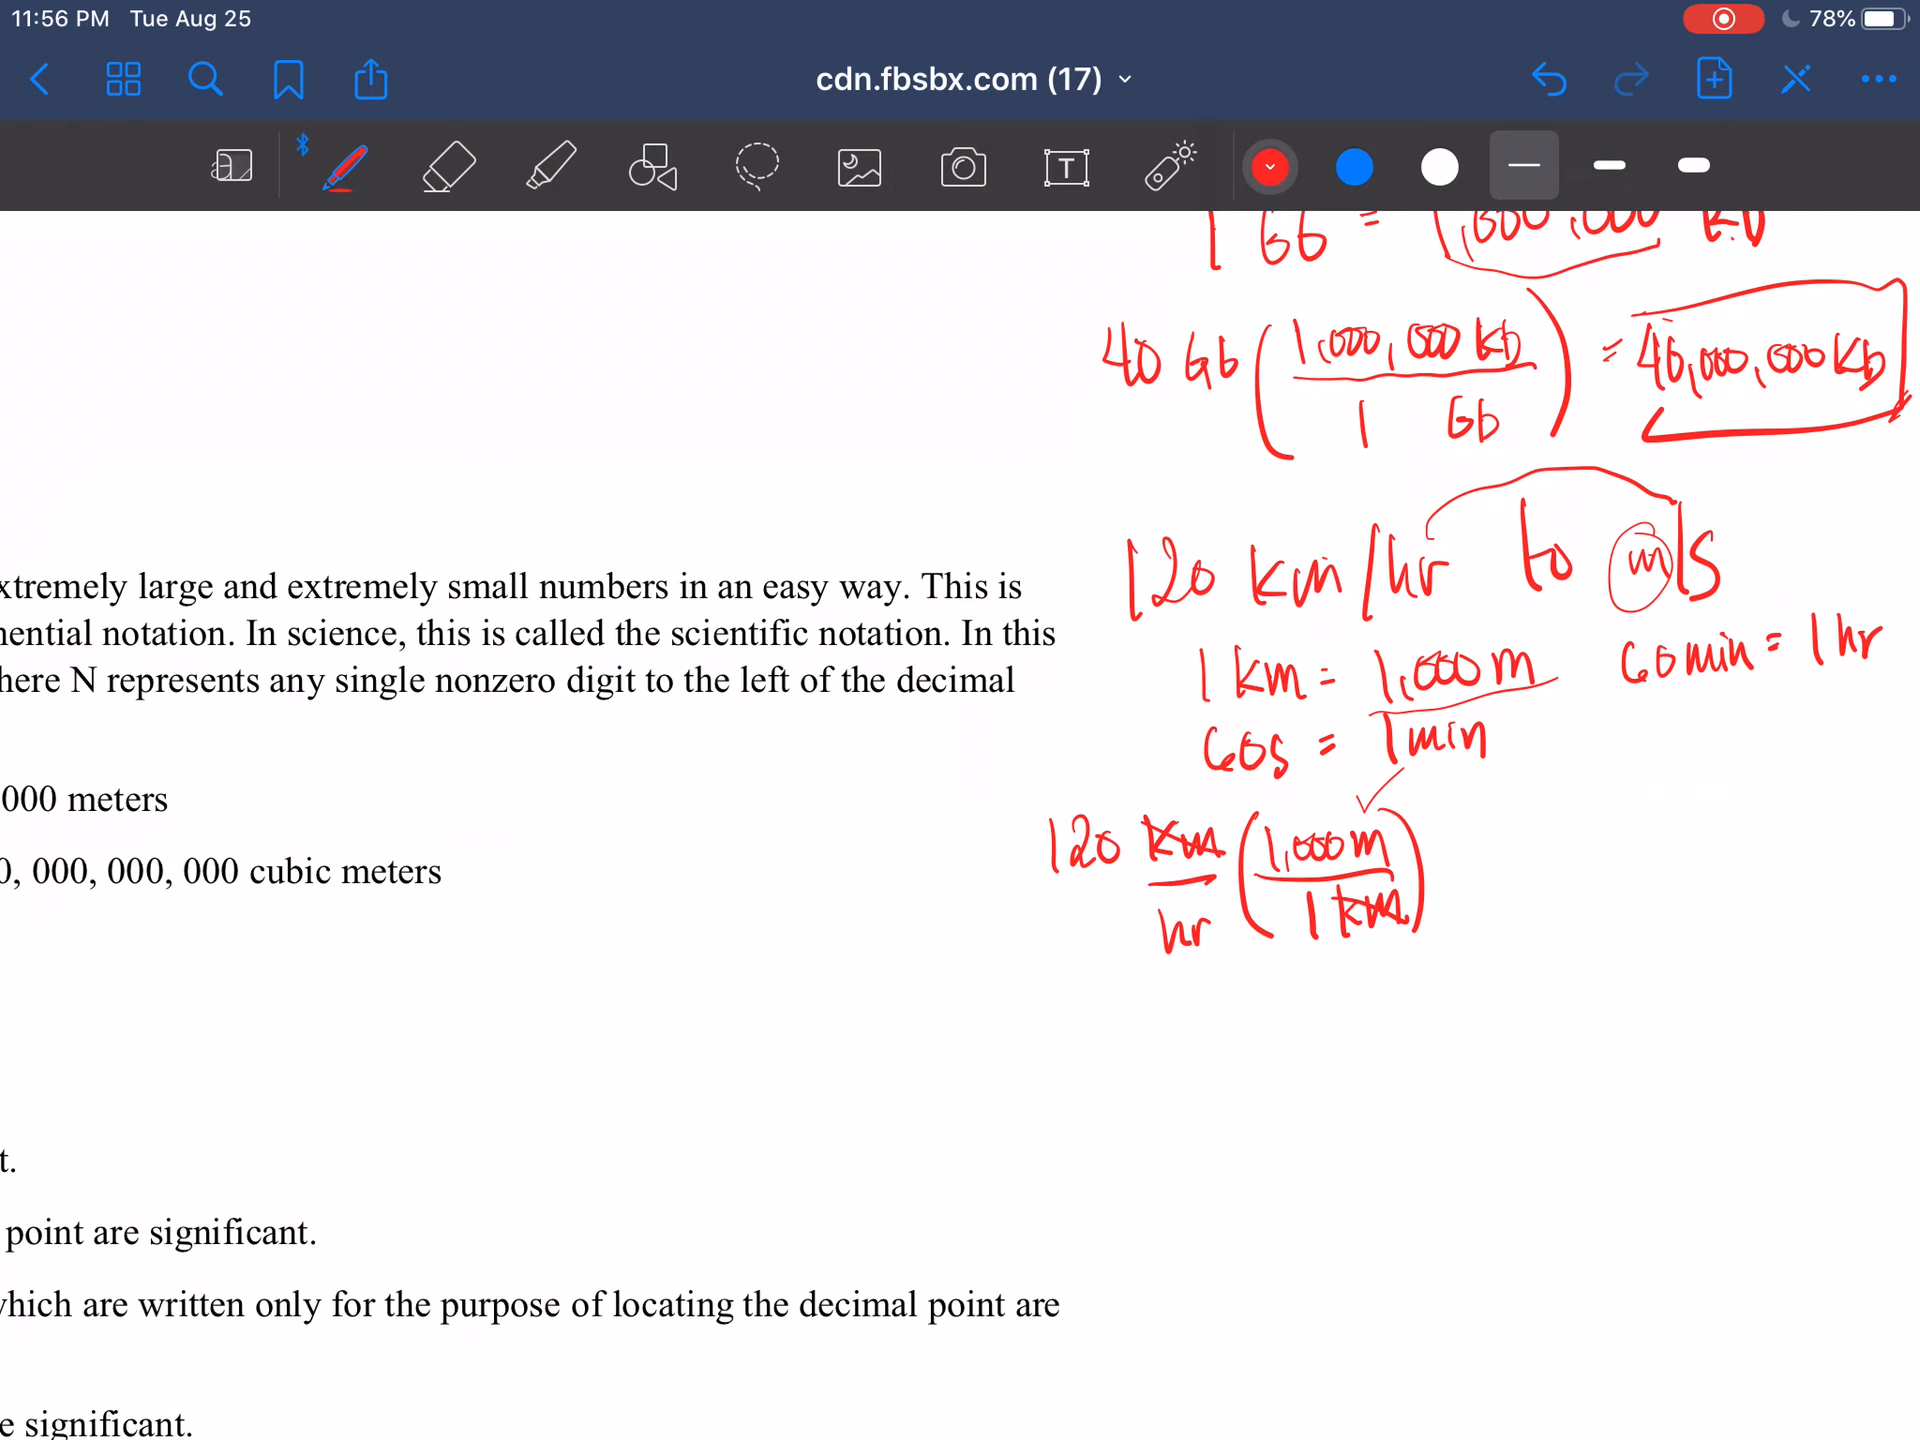 11:56 PM Tue Aug 25
78%
cdn.fbsbx.com (17)
T
1 Gb = 1,000,000 Kb
40 Gb ( 1,000,000 Kb / 1 Gb ) = 40,000,000 Kb
120 km/hr to m/s
1 km = 1,000 m
60 min = 1 hr
60s = 1 min
120 km/hr ( 1,000 m / 1 km )
xtremely large and extremely small numbers in an easy way. This is
nential notation. In science, this is called the scientific notation. In this
here N represents any single nonzero digit to the left of the decimal
000 meters
0, 000, 000, 000 cubic meters
t.
point are significant.
which are written only for the purpose of locating the decimal point are
e significant.